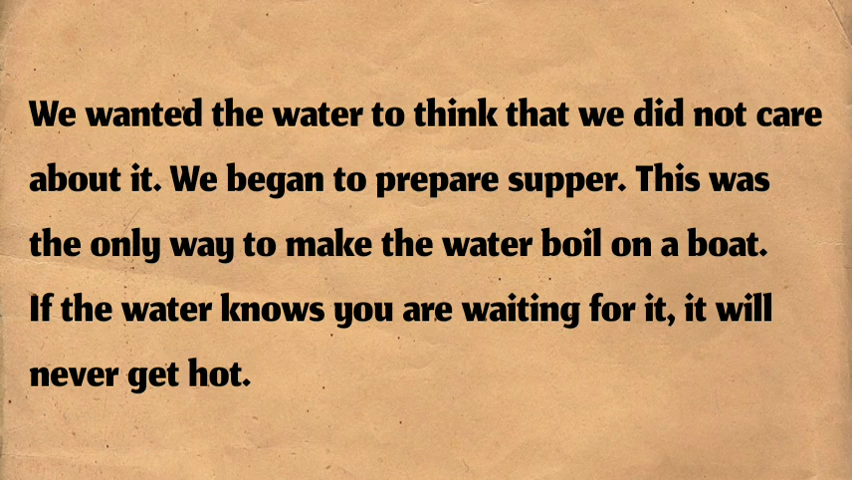 We wanted the water to think that we did not care
about it. We began to prepare supper. This was
the only way to make the water boil on a boat.
If the water knows you are waiting for it, it will
never get hot.